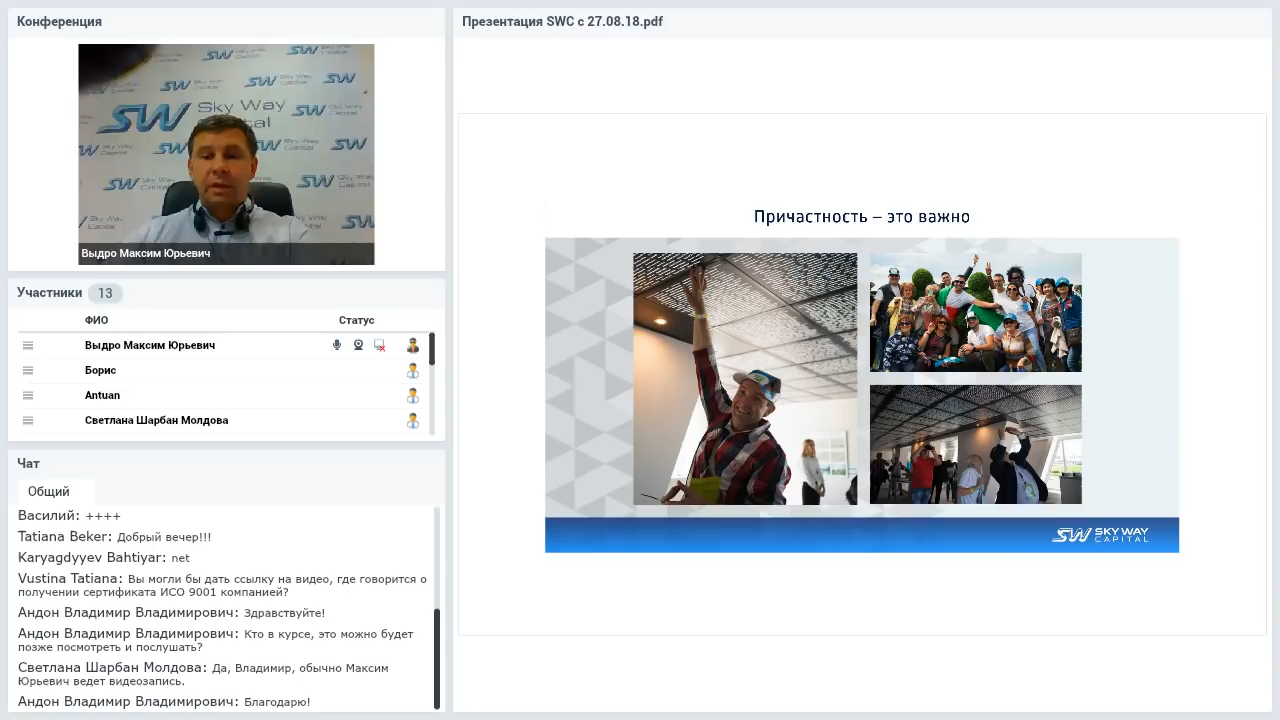 Конференция
SW
Sky Way
Capital
Выдро Максим Юрьевич
Участники 13
ФИО Статус
Выдро Максим Юрьевич
Борис
Antuan
Светлана Шарбан Молдова
Чат
Общий
Василий: ++++
Tatiana Beker: Добрый вечер!!!
Karyagdyyev Bahtiyar: net
Vustina Tatiana: Вы могли бы дать ссылку на видео, где говорится о
получении сертификата ИСО 9001 компанией?
Андон Владимир Владимирович: Здравствуйте!
Андон Владимир Владимирович: Кто в курсе, это можно будет
позже посмотреть и послушать?
Светлана Шарбан Молдова: Да, Владимир, обычно Максим
Юрьевич ведет видеозапись.
Андон Владимир Владимирович: Благодарю!
Презентация SWC с 27.08.18.pdf
Причастность – это важно
SW SKY WAY
CAPITAL